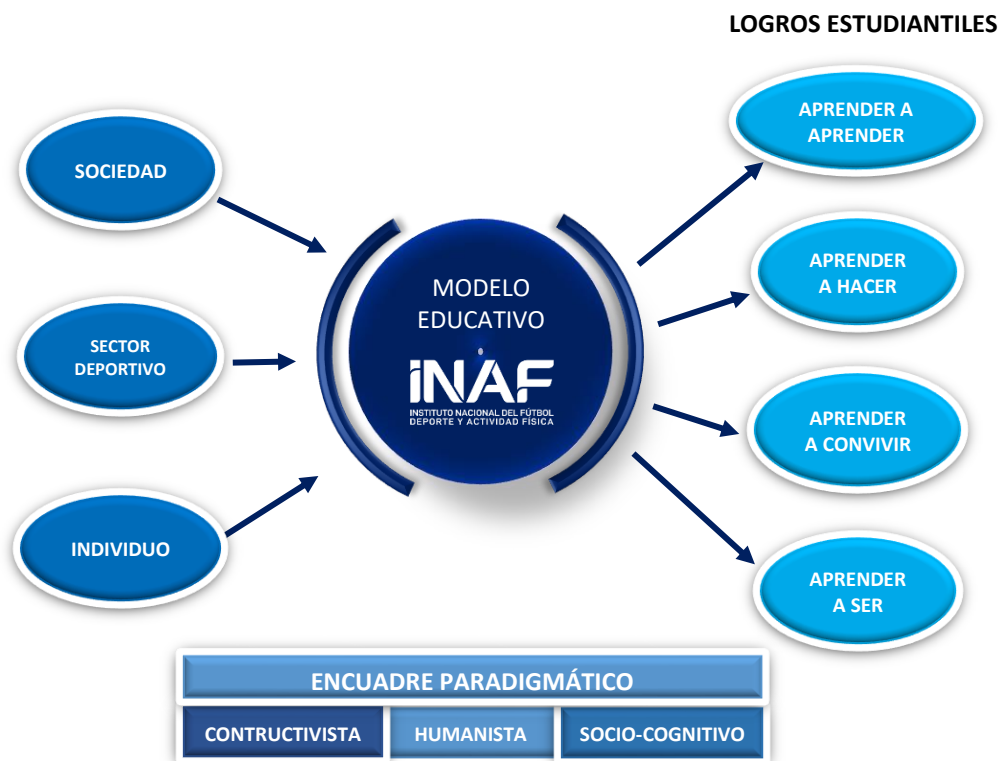 LOGROS ESTUDIANTILES
SOCIEDAD
SECTOR
DEPORTIVO
INDIVIDUO
MODELO
EDUCATIVO
INAF
INSTITUTO NACIONAL DEL FÚTBOL
DEPORTE Y ACTIVIDAD FÍSICA
APRENDER A
APRENDER
APRENDER
A HACER
APRENDER
A CONVIVIR
APRENDER
A SER
ENCUADRE PARADIGMÁTICO
CONTRUCTIVISTA
HUMANISTA
SOCIO-COGNITIVO